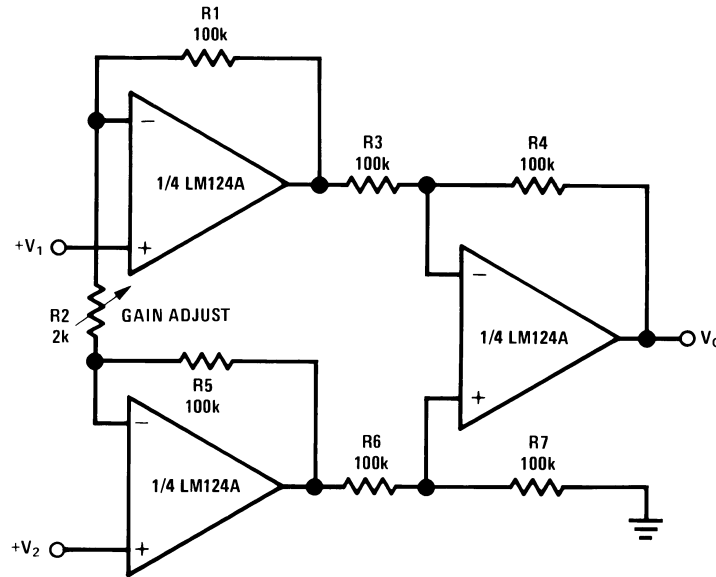 R1
100k
−
1/4 LM124A
+
+V1
R3
100k
R4
100k
R2
2k
GAIN ADJUST
−
1/4 LM124A
+
VO
R5
100k
−
1/4 LM124A
+
+V2
R6
100k
R7
100k